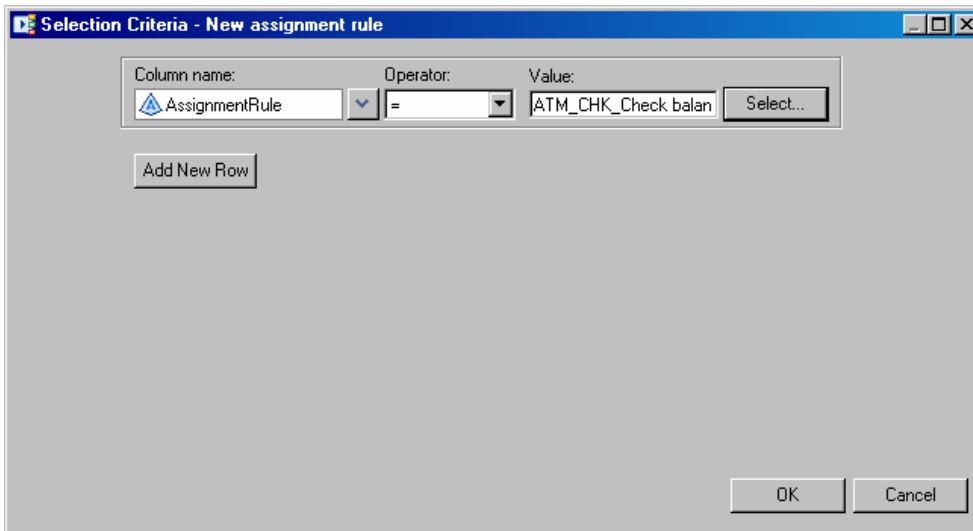 Selection Criteria - New assignment rule
Column name: Operator: Value:
AssignmentRule = ATM_CHK_Check balan Select...
Add New Row
OK Cancel